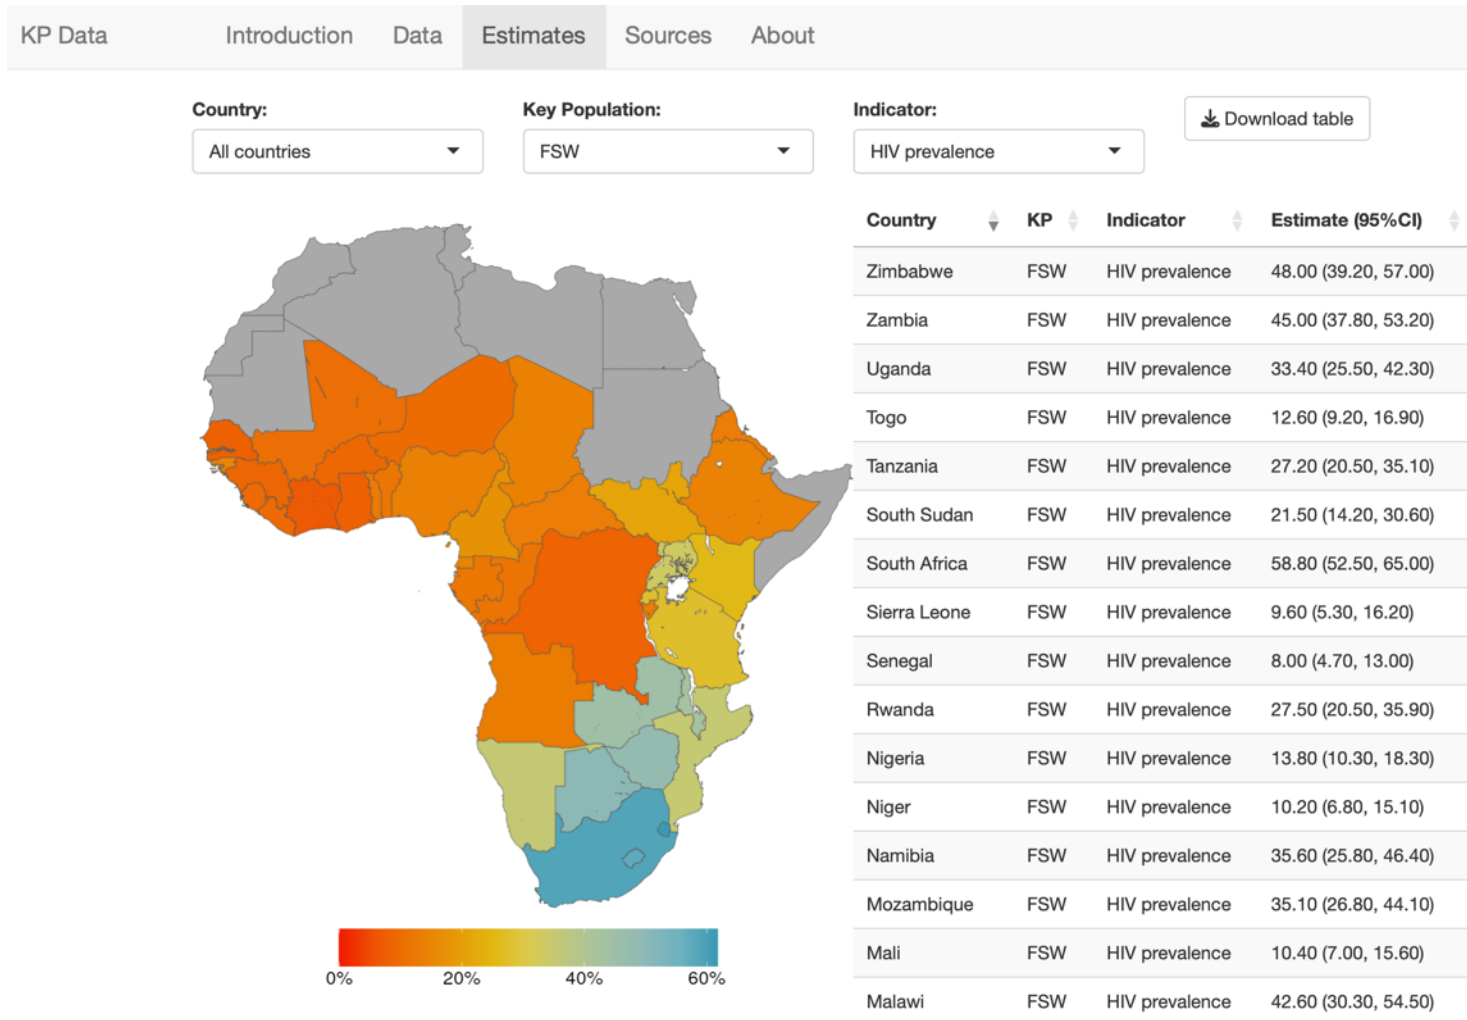 KP Data Introduction Data Estimates Sources About
Country: Key Population: Indicator:
All countries FSW HIV prevalence Download table
Country KP Indicator Estimate (95%CI)
Zimbabwe FSW HIV prevalence 48.00 (39.20, 57.00)
Zambia FSW HIV prevalence 45.00 (37.80, 53.20)
Uganda FSW HIV prevalence 33.40 (25.50, 42.30)
Togo FSW HIV prevalence 12.60 (9.20, 16.90)
Tanzania FSW HIV prevalence 27.20 (20.50, 35.10)
South Sudan FSW HIV prevalence 21.50 (14.20, 30.60)
South Africa FSW HIV prevalence 58.80 (52.50, 65.00)
Sierra Leone FSW HIV prevalence 9.60 (5.30, 16.20)
Senegal FSW HIV prevalence 8.00 (4.70, 13.00)
Rwanda FSW HIV prevalence 27.50 (20.50, 35.90)
Nigeria FSW HIV prevalence 13.80 (10.30, 18.30)
Niger FSW HIV prevalence 10.20 (6.80, 15.10)
Namibia FSW HIV prevalence 35.60 (25.80, 46.40)
Mozambique FSW HIV prevalence 35.10 (26.80, 44.10)
Mali FSW HIV prevalence 10.40 (7.00, 15.60)
Malawi FSW HIV prevalence 42.60 (30.30, 54.50)
0% 20% 40% 60%